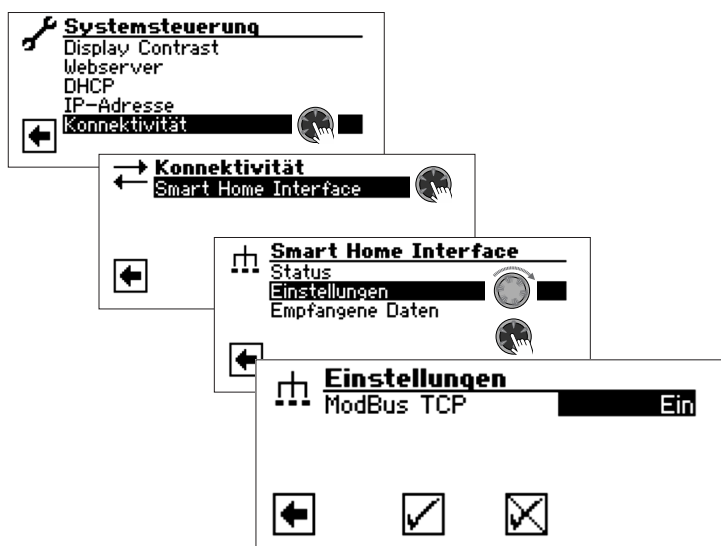 Systemsteuerung
Display Contrast
Webserver
DHCP
IP-Adresse
Konnektivität
Konnektivität
Smart Home Interface
Smart Home Interface
Status
Einstellungen
Empfangene Daten
Einstellungen
ModBus TCP Ein